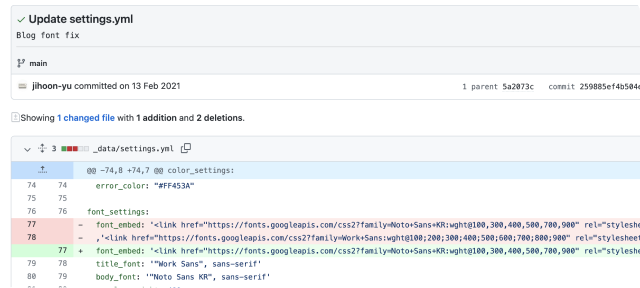 Update settings.yml
Blog font fix
main
jihoon-yu committed on 13 Feb 2021 1 parent 5a2073c commit 259885ef4b504
Showing 1 changed file with 1 addition and 2 deletions.
3 _data/settings.yml
@@ -74,8 +74,7 @@ color_settings:
74 74 error_color: "#FF453A"
75 75
76 76 font_settings:
77 - font_embed: '<link href="https://fonts.googleapis.com/css2?family=Noto+Sans+KR:wght@100,300,400,500,700,900" rel="styleshe
78 - ,'<link href="https://fonts.googleapis.com/css2?family=Work+Sans:wght@100;200;300;400;500;600;700;800;900" rel="stylesheet
77 + font_embed: '<link href="https://fonts.googleapis.com/css2?family=Noto+Sans+KR:wght@100,300,400,500,700,900" rel="styleshe
79 78 title_font: '"Work Sans", sans-serif'
80 79 body_font: '"Noto Sans KR", sans-serif'